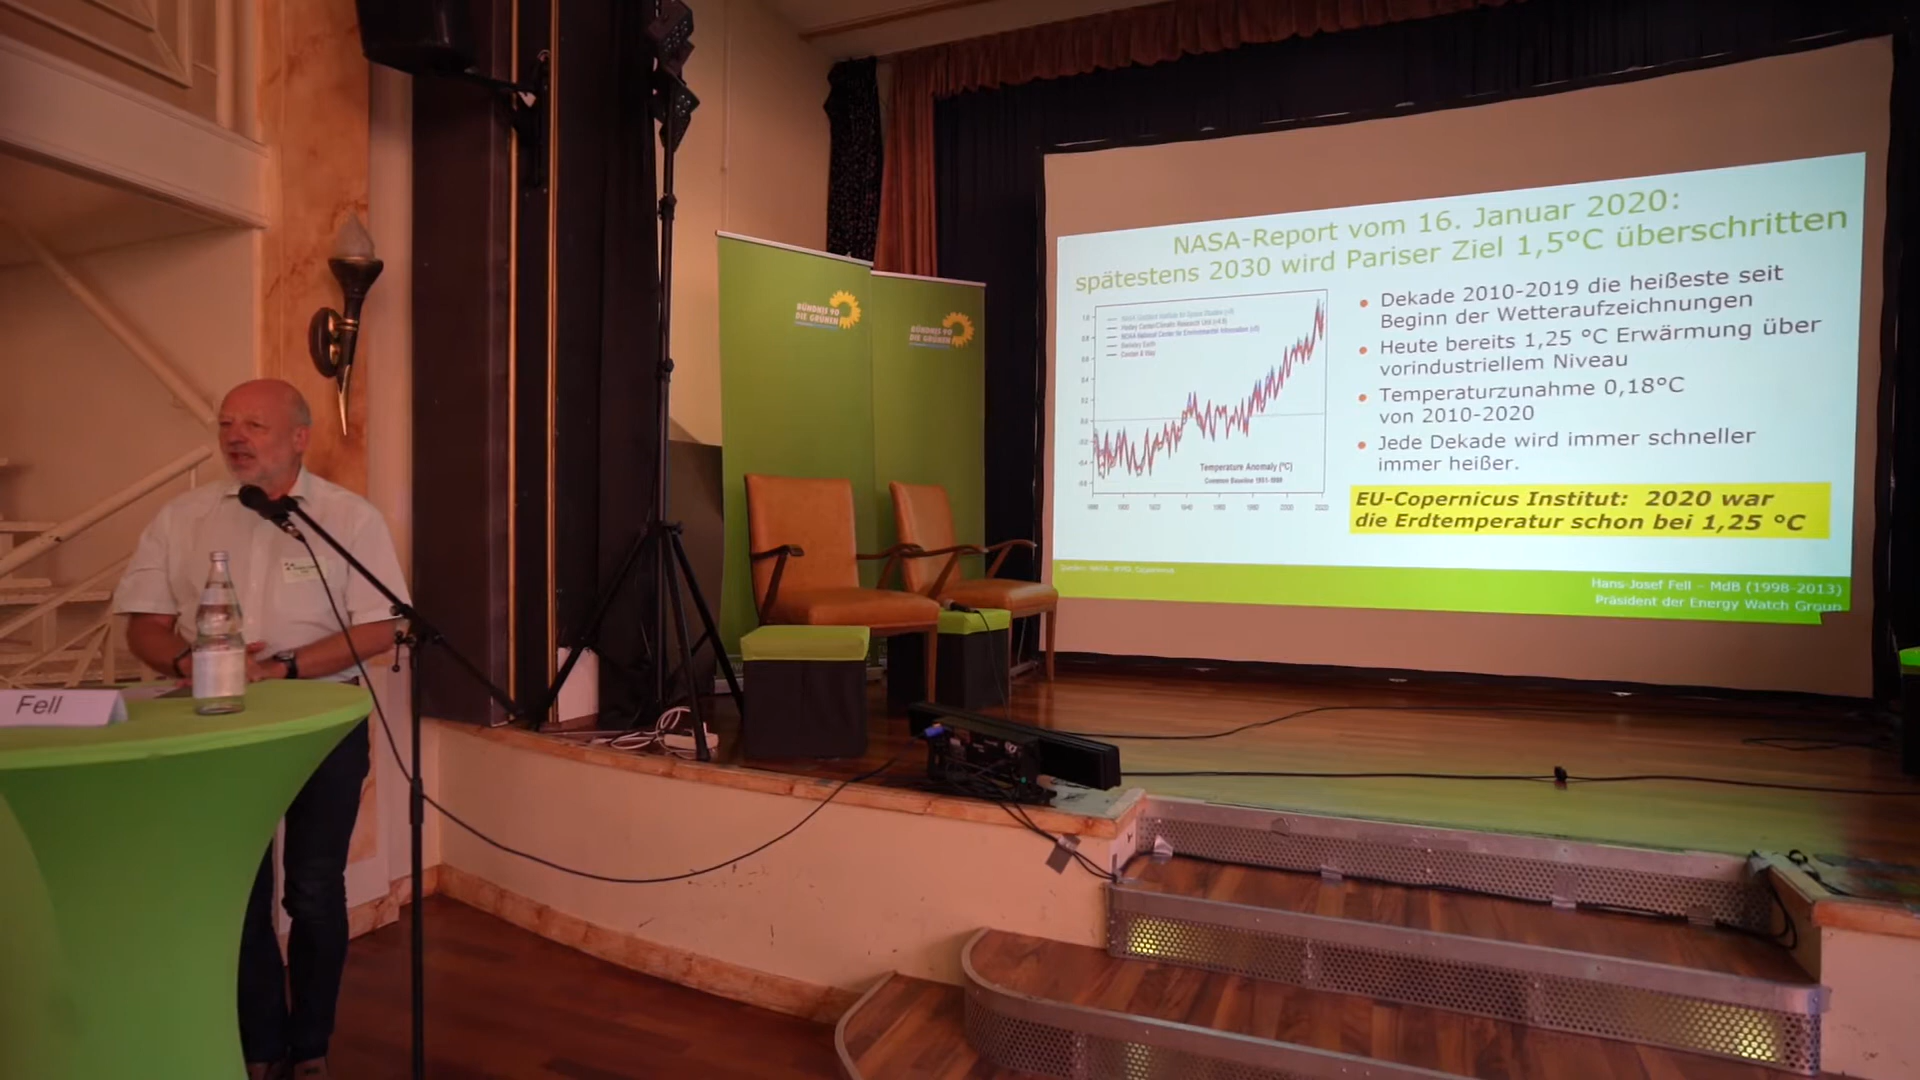 NASA-Report vom 16. Januar 2020:
spätestens 2030 wird Pariser Ziel 1,5°C überschritten
Dekade 2010-2019 die heißeste seit
Beginn der Wetteraufzeichnungen
Heute bereits 1,25 °C Erwärmung über
vorindustriellem Niveau
Temperaturzunahme 0,18°C
von 2010-2020
Jede Dekade wird immer schneller
immer heißer.
EU-Copernicus Institut: 2020 war
die Erdtemperatur schon bei 1,25 °C
Temperature Anomaly (°C)
Hans-Josef Fell - MdB (1998-2013)
Präsident der Energy Watch Group
BÜNDNIS 90
DIE GRÜNEN
BÜNDNIS 90
DIE GRÜNEN
Fell